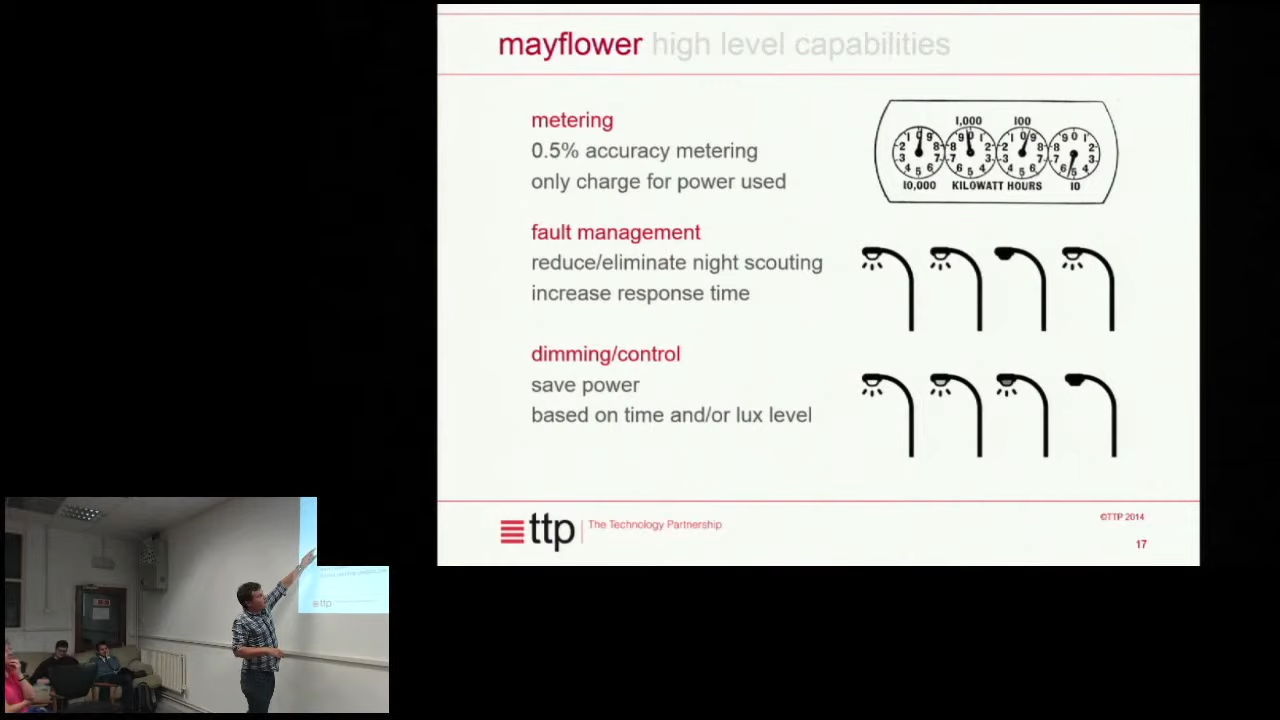 mayflower high level capabilities
metering
0.5% accuracy metering
only charge for power used
1,000 100
10,000 KILOWATT HOURS 10
fault management
reduce/eliminate night scouting
increase response time
dimming/control
save power
based on time and/or lux level
ttp The Technology Partnership
©TTP 2014
17
ttp